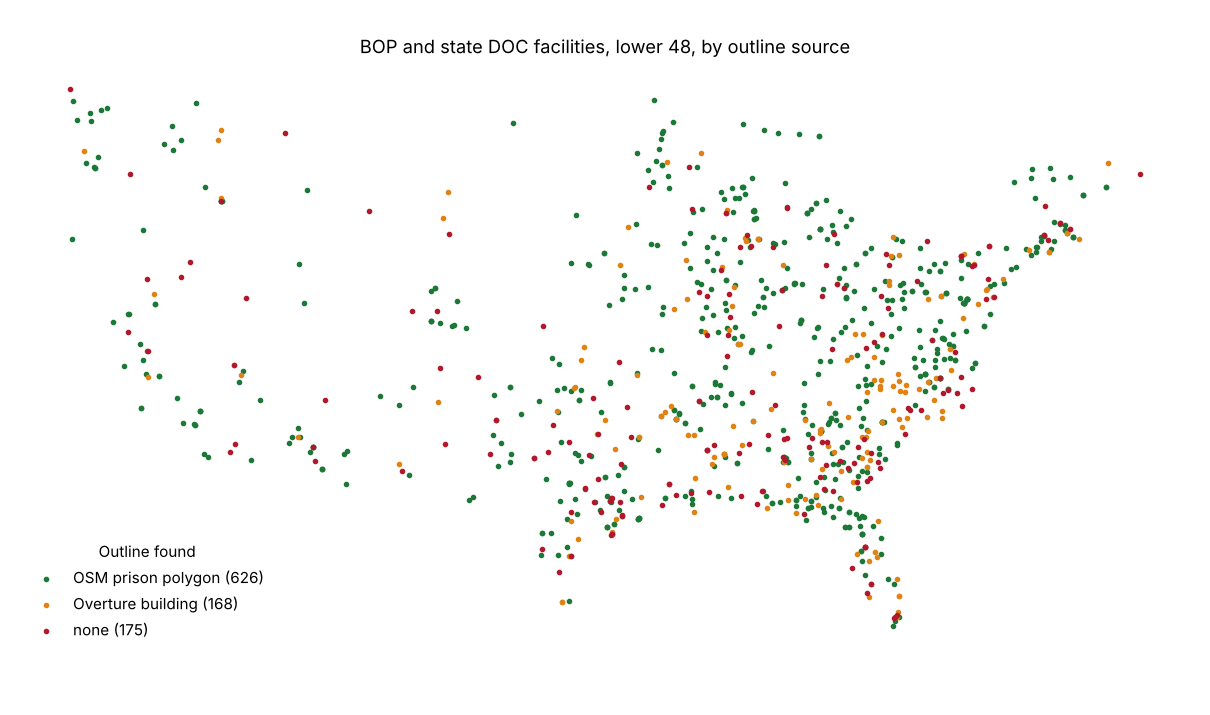 BOP and state DOC facilities, lower 48, by outline source
Outline found
OSM prison polygon (626)
Overture building (168)
none (175)